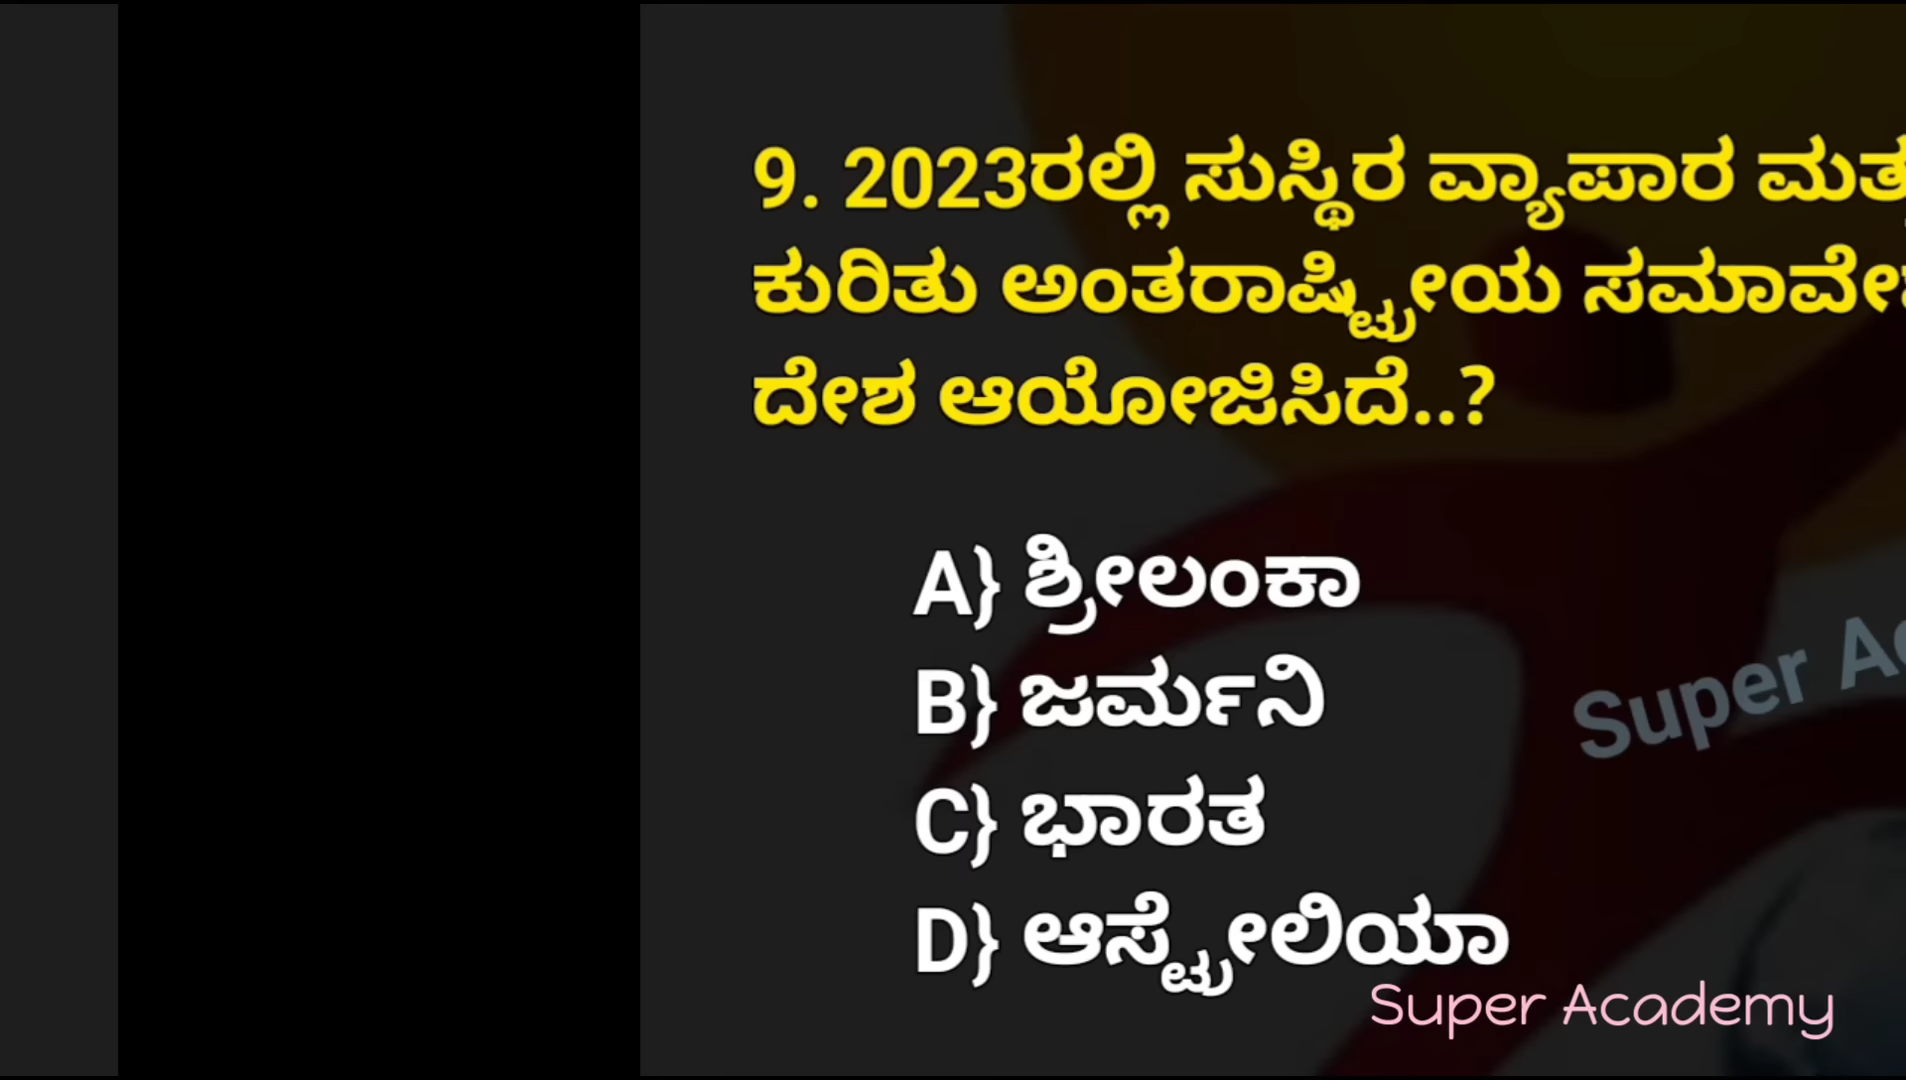 9. 2023ರಲ್ಲಿ ಸುಸ್ಥಿರ ವ್ಯಾಪಾರ
ಕುರಿತು ಅಂತರಾಷ್ಟ್ರೀಯ
ದೇಶ ಆಯೋಜಿಸಿದೆ..?
A} ಶ್ರೀಲಂಕಾ
B} ಜರ್ಮನಿ
C} ಭಾರತ
Super
D} ಆಸ್ಟ್ರೇಲಿಯಾ
Super Academy